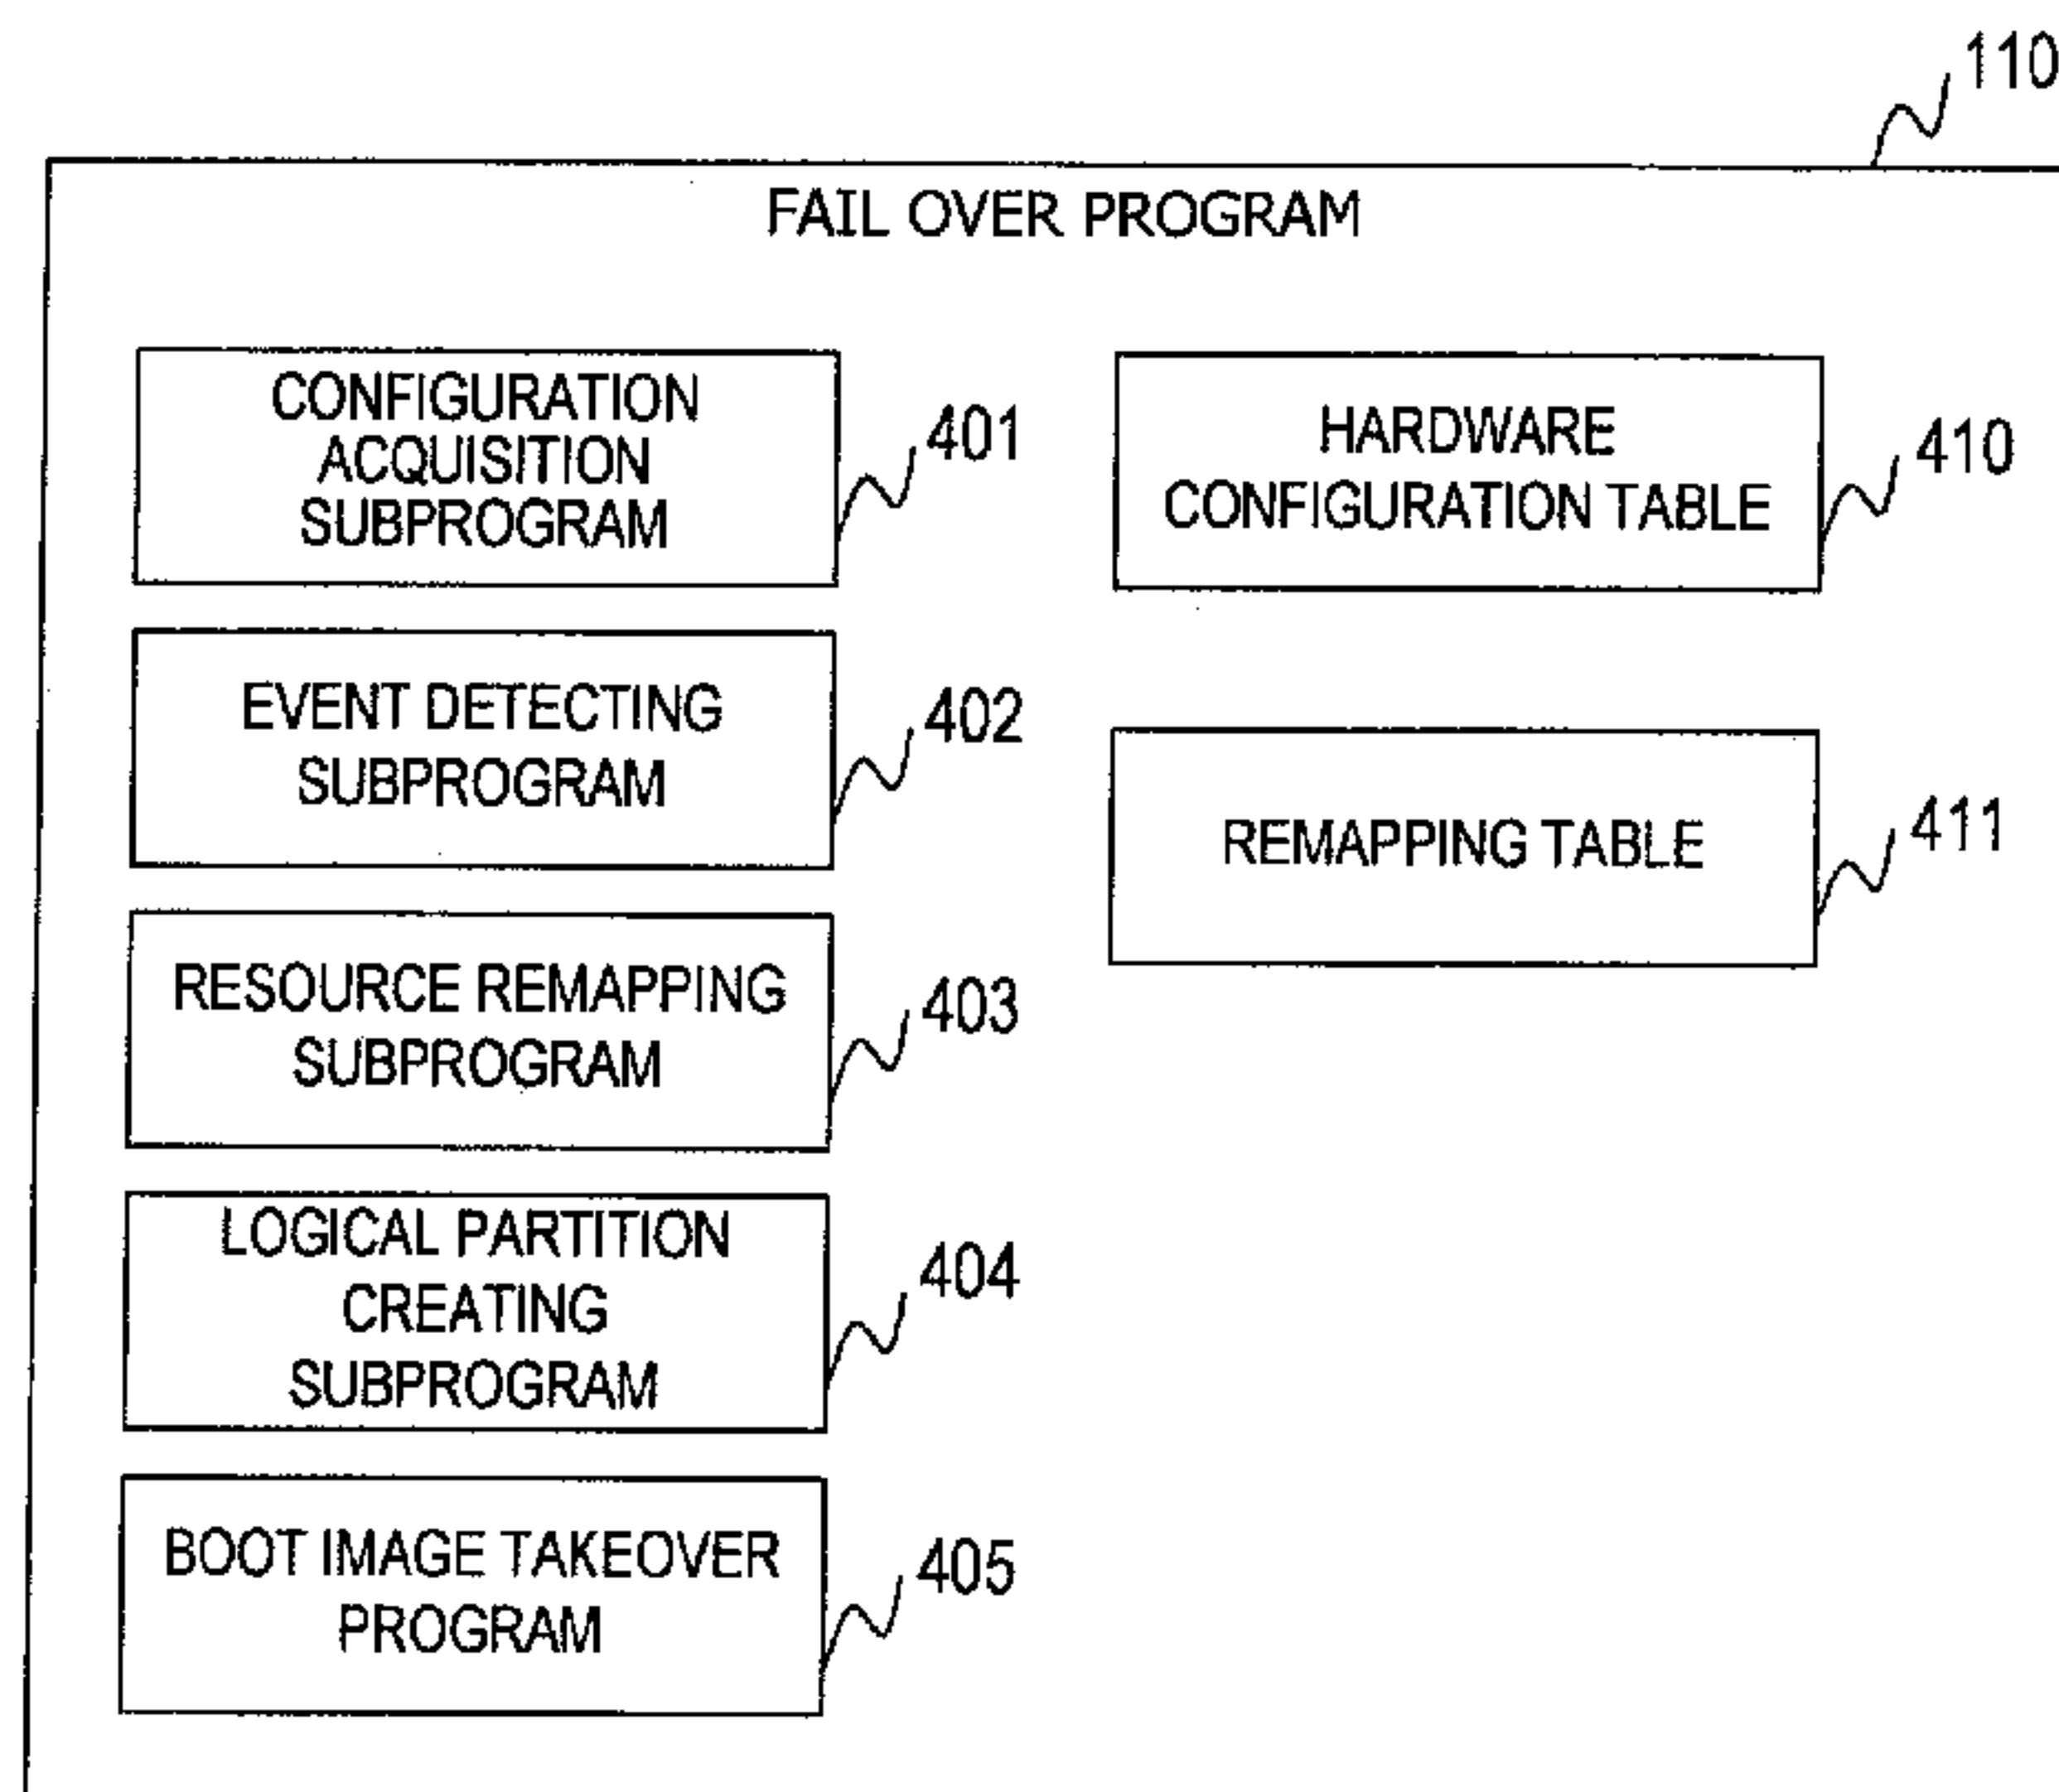 110
FAIL OVER PROGRAM
CONFIGURATION
ACQUISITION
SUBPROGRAM
401
EVENT DETECTING
SUBPROGRAM
402
RESOURCE REMAPPING
SUBPROGRAM
403
LOGICAL PARTITION
CREATING
SUBPROGRAM
404
BOOT IMAGE TAKEOVER
PROGRAM
405
HARDWARE
CONFIGURATION TABLE
410
REMAPPING TABLE
411